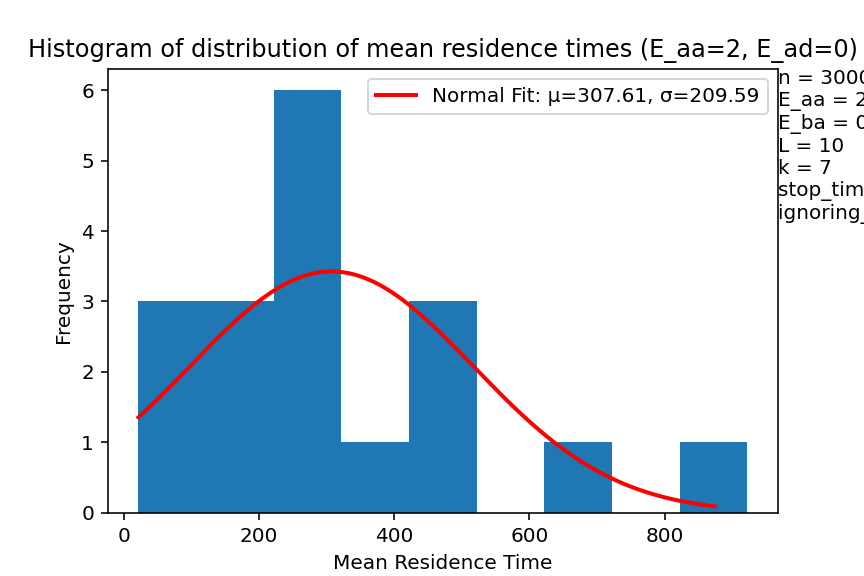 Histogram of distribution of mean residence times (E_aa=2, E_ad=0)
Normal Fit: μ=307.61, σ=209.59
n = 3000
E_aa = 2
E_ba = 0
L = 10
k = 7
stop_tim
ignoring_
6
5
4
3
2
1
0
Frequency
0 200 400 600 800
Mean Residence Time